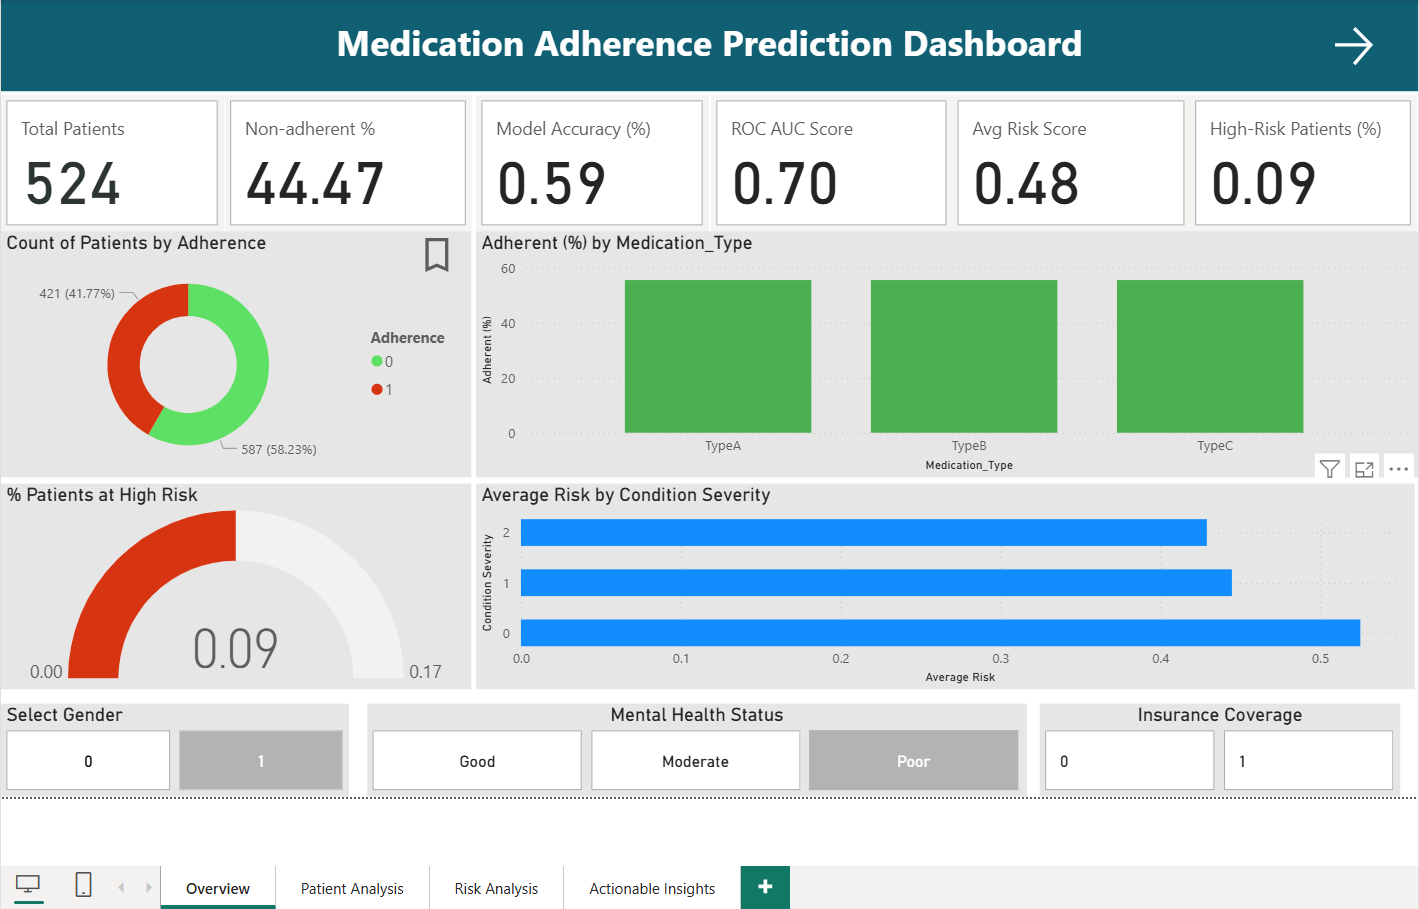 Medication Adherence Prediction Dashboard
Total Patients
524
Non-adherent %
44.47
Model Accuracy (%)
0.59
ROC AUC Score
0.70
Avg Risk Score
0.48
High-Risk Patients (%)
0.09
Count of Patients by Adherence
421 (41.77%)
587 (58.23%)
Adherence
0
1
Adherent (%) by Medication_Type
Adherent (%)
60
40
20
0
TypeA
TypeB
TypeC
Medication_Type
% Patients at High Risk
0.09
0.00
0.17
Average Risk by Condition Severity
Condition Severity
2
1
0
0.0
0.1
0.2
0.3
0.4
0.5
Average Risk
Select Gender
0
1
Mental Health Status
Good
Moderate
Poor
Insurance Coverage
0
1
Overview
Patient Analysis
Risk Analysis
Actionable Insights